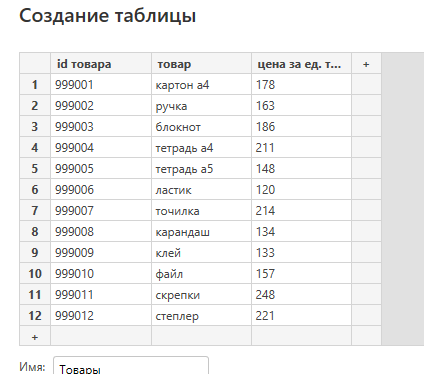 Создание таблицы
id товара товар цена за ед. т... +
1 999001 картон а4 178
2 999002 ручка 163
3 999003 блокнот 186
4 999004 тетрадь а4 211
5 999005 тетрадь а5 148
6 999006 ластик 120
7 999007 точилка 214
8 999008 карандаш 134
9 999009 клей 133
10 999010 файл 157
11 999011 скрепки 248
12 999012 степлер 221
+
Имя: Товары